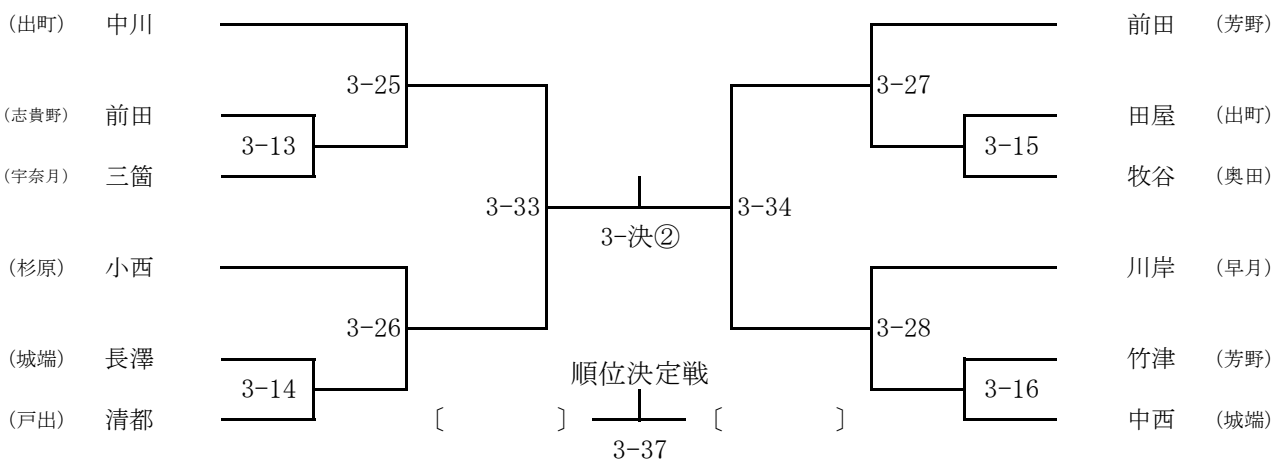 (出町) 中川 前田 (芳野)
3-25 3-27
(志貴野) 前田 田屋 (出町)
3-13 3-15
(宇奈月) 三箇 牧谷 (奥田)
3-33 3-34
3-決②
(杉原) 小西 川岸 (早月)
3-26 3-28
(城端) 長澤 竹津 (芳野)
順位決定戦
3-14 3-16
(戸出) 清都 〔 〕 〔 〕 中西 (城端)
3-37